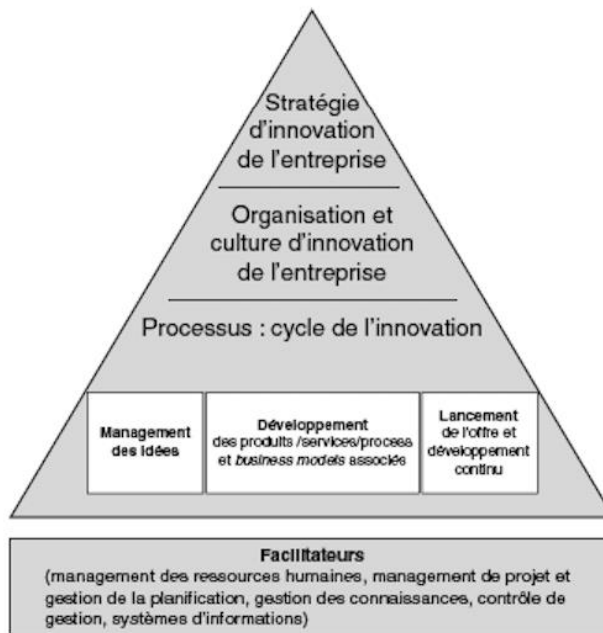 Stratégie
d'innovation
de l'entreprise
Organisation et
culture d'innovation
de l'entreprise
Processus : cycle de l'innovation
Management
des idées
Développement
des produits /services/process
et business models associés
Lancement
de l'offre et
développement
continu
Facilitateurs
(management des ressources humaines, management de projet et
gestion de la planification, gestion des connaissances, contrôle de
gestion, systèmes d'informations)